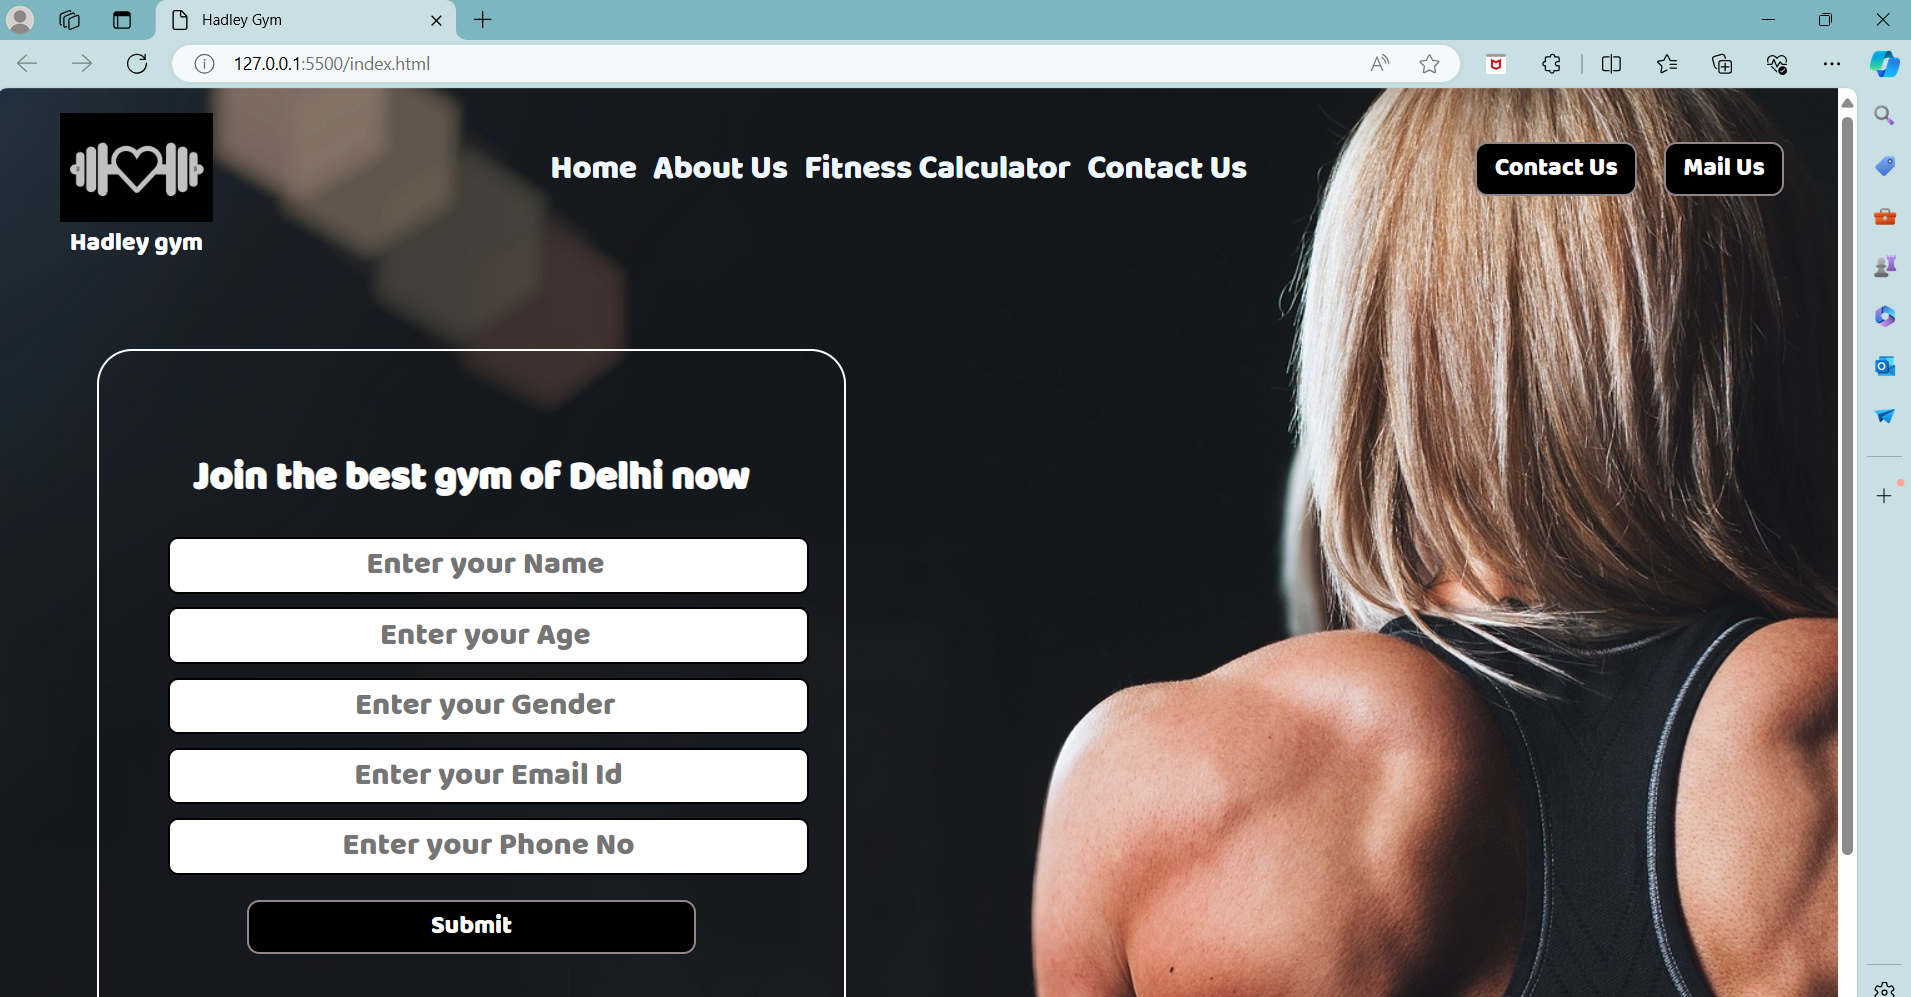 Hadley Gym
127.0.0.1:5500/index.html
Home About Us Fitness Calculator Contact Us
Contact Us
Mail Us
Hadley gym
Join the best gym of Delhi now
Enter your Name
Enter your Age
Enter your Gender
Enter your Email Id
Enter your Phone No
Submit